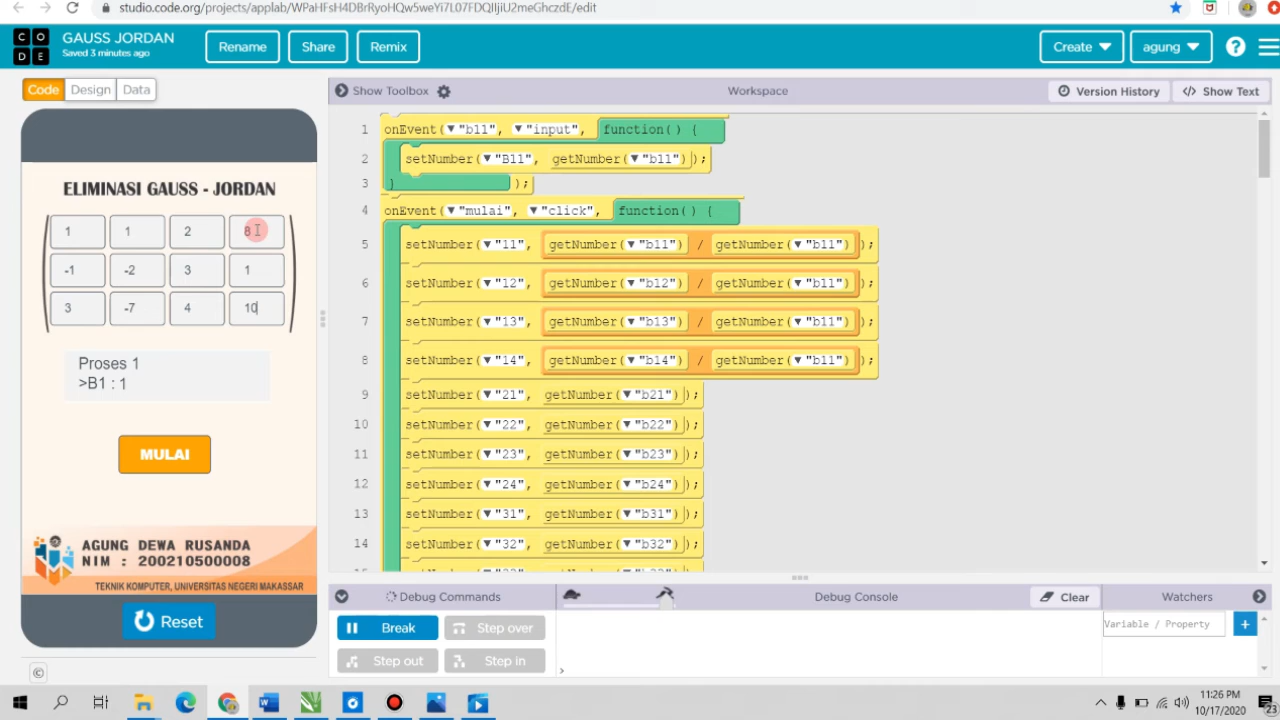 studio.code.org/projects/applab/WPaHFsH4DBrRyoHQw5weYi7L07FDQIljiU2meGhczdE/edit
CODE
GAUSS JORDAN
Saved 3 minutes ago
Rename
Share
Remix
Create
agung
?
Code
Design
Data
Show Toolbox
Workspace
Version History
</> Show Text
ELIMINASI GAUSS - JORDAN
1 1 2 8
-1 -2 3 1
3 -7 4 10
Proses 1
>B1 : 1
MULAI
AGUNG DEWA RUSANDA
NIM : 200210500008
TEKNIK KOMPUTER, UNIVERSITAS NEGERI MAKASSAR
Reset
©
1 onEvent(▼"b11", ▼"input", function() {
2 setNumber(▼"B11", getNumber(▼"b11"));
3 });
4 onEvent(▼"mulai", ▼"click", function() {
5 setNumber(▼"11", getNumber(▼"b11") / getNumber(▼"b11"));
6 setNumber(▼"12", getNumber(▼"b12") / getNumber(▼"b11"));
7 setNumber(▼"13", getNumber(▼"b13") / getNumber(▼"b11"));
8 setNumber(▼"14", getNumber(▼"b14") / getNumber(▼"b11"));
9 setNumber(▼"21", getNumber(▼"b21"));
10 setNumber(▼"22", getNumber(▼"b22"));
11 setNumber(▼"23", getNumber(▼"b23"));
12 setNumber(▼"24", getNumber(▼"b24"));
13 setNumber(▼"31", getNumber(▼"b31"));
14 setNumber(▼"32", getNumber(▼"b32"));
Debug Commands
Debug Console
Clear
Watchers
Break
Step over
Step out
Step in
Variable / Property
+
>
11:26 PM
10/17/2020
23